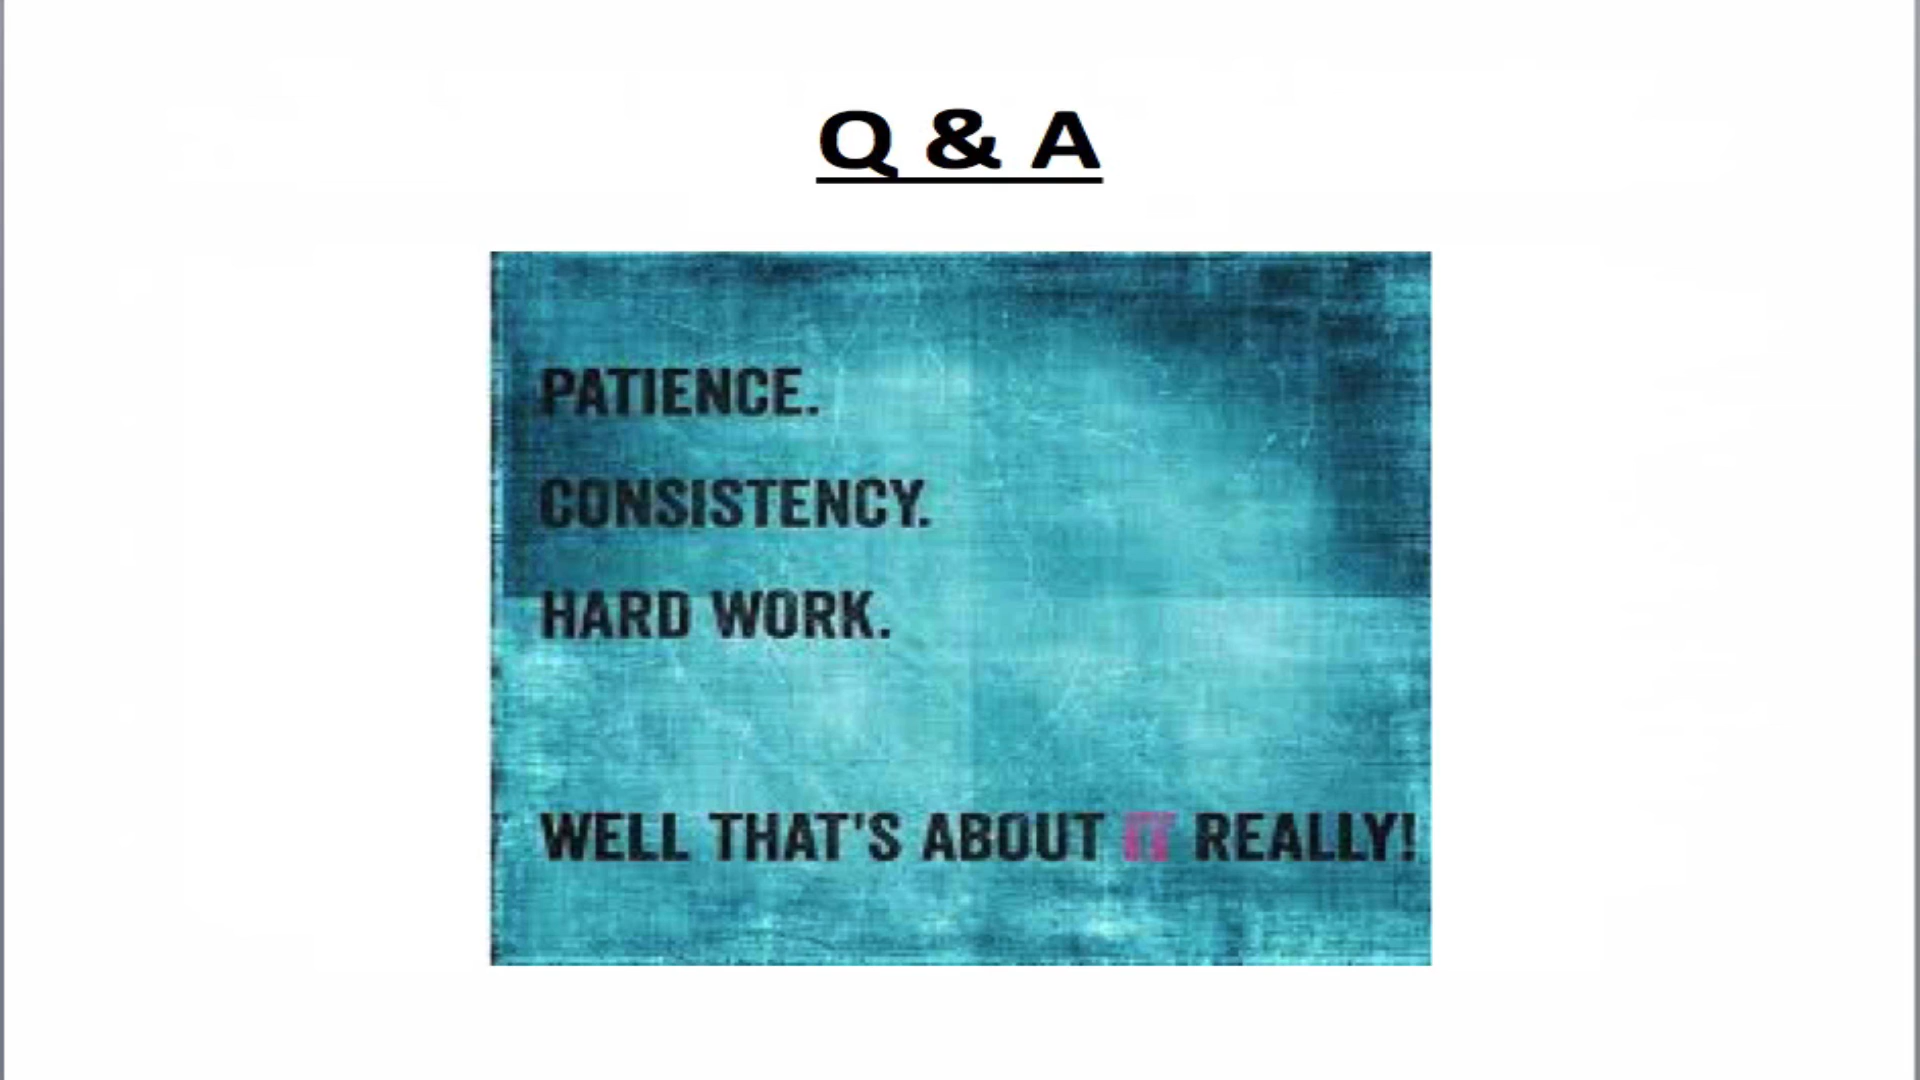 Q & A
PATIENCE.
CONSISTENCY.
HARD WORK.
WELL THAT'S ABOUT IT REALLY!